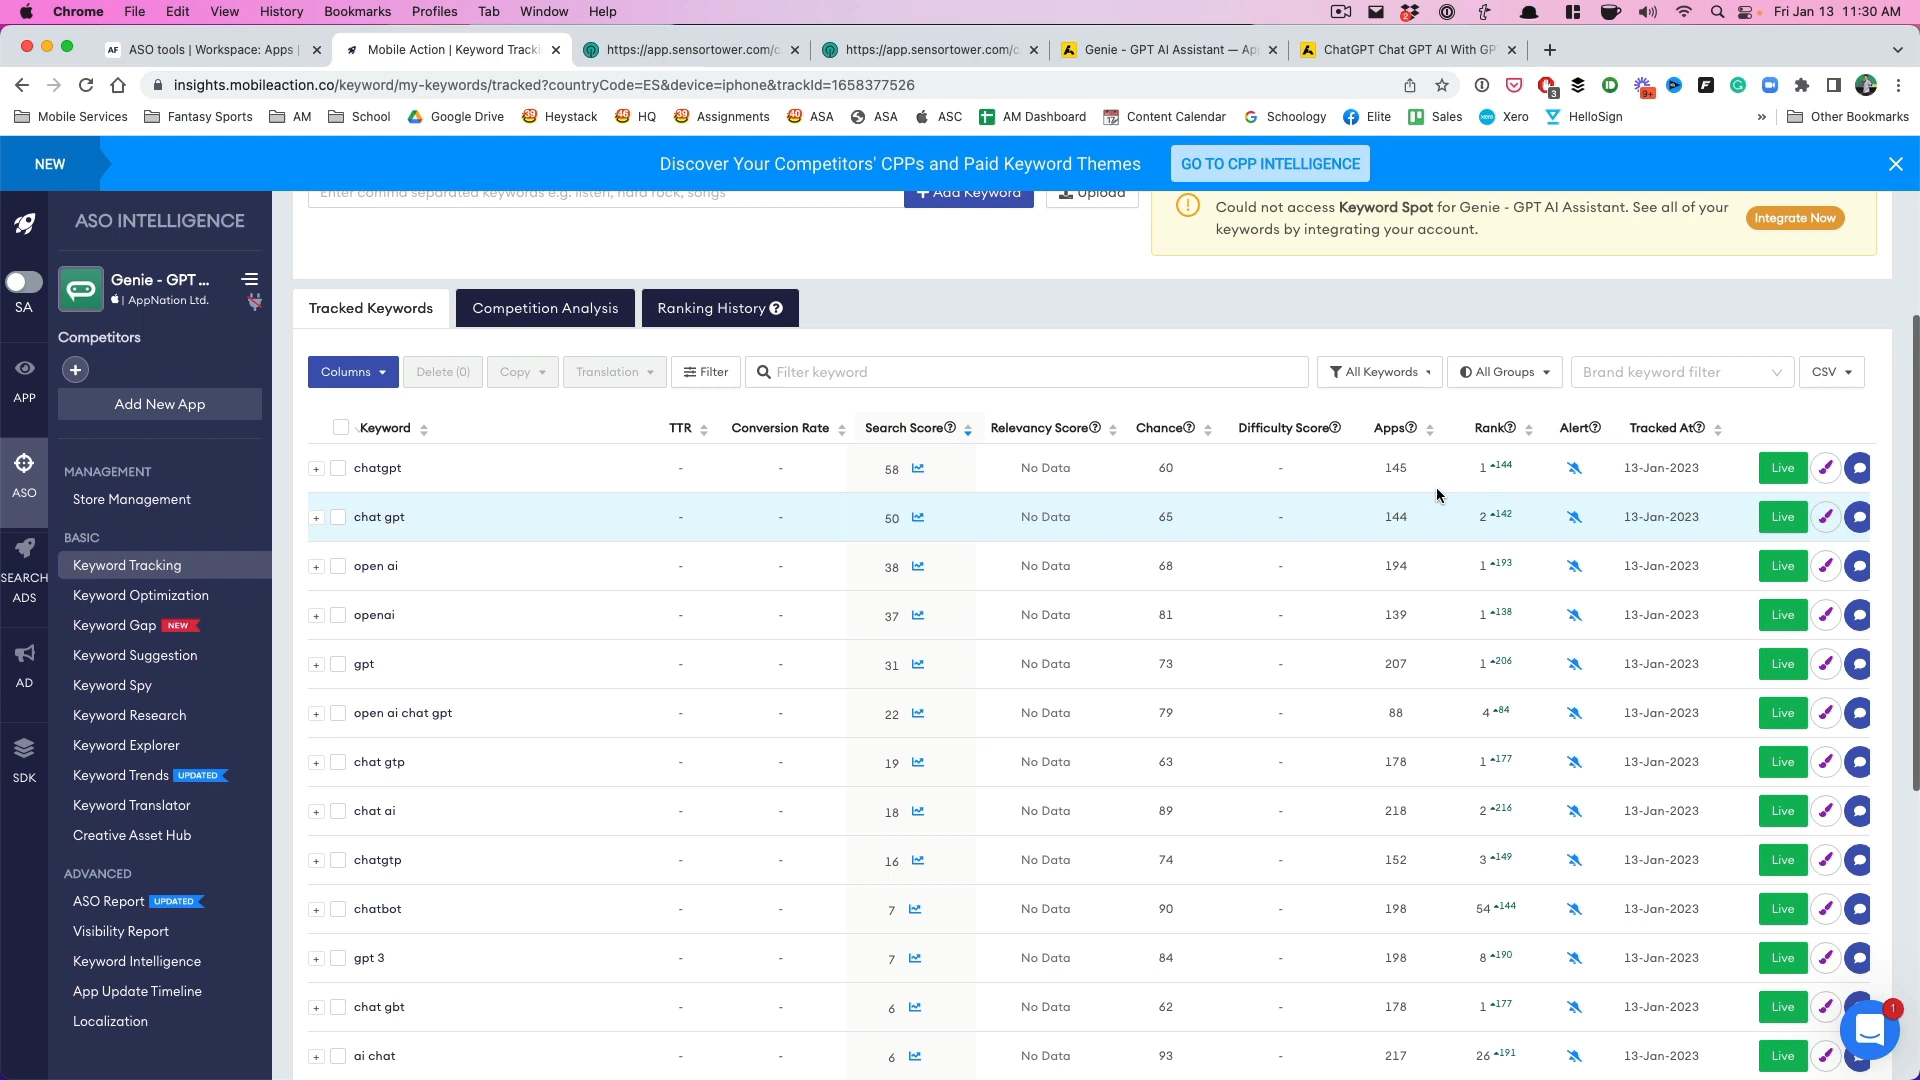 Chrome File Edit View History Bookmarks Profiles Tab Window Help
2
Fri Jan 13 11:30 AM
AF ASO tools | Workspace: Apps |
Mobile Action | Keyword Tracki
https://app.sensortower.com/c
https://app.sensortower.com/c
Genie - GPT AI Assistant — Ap
ChatGPT Chat GPT AI With GP
insights.mobileaction.co/keyword/my-keywords/tracked?countryCode=ES&device=iphone&trackId=1658377526
3
9+
Mobile Services Fantasy Sports AM School Google Drive Heystack HQ Assignments ASA ASA ASC AM Dashboard Content Calendar Schoology Elite Sales Xero HelloSign » Other Bookmarks
NEW
Discover Your Competitors' CPPs and Paid Keyword Themes
GO TO CPP INTELLIGENCE
SA
APP
ASO
SEARCH
ADS
AD
SDK
ASO INTELLIGENCE
Genie - GPT ...
| AppNation Ltd.
Competitors
Add New App
MANAGEMENT
Store Management
BASIC
Keyword Tracking
Keyword Optimization
Keyword Gap NEW
Keyword Suggestion
Keyword Spy
Keyword Research
Keyword Explorer
Keyword Trends UPDATED
Keyword Translator
Creative Asset Hub
ADVANCED
ASO Report UPDATED
Visibility Report
Keyword Intelligence
App Update Timeline
Localization
Enter comma separated keywords e.g. listen, hard rock, songs
+ Add Keyword
Upload
Could not access Keyword Spot for Genie - GPT AI Assistant. See all of your
keywords by integrating your account.
Integrate Now
Tracked Keywords
Competition Analysis
Ranking History ?
Columns
Delete (0)
Copy
Translation
Filter
Filter keyword
All Keywords
All Groups
Brand keyword filter
CSV
Keyword TTR Conversion Rate Search Score? Relevancy Score? Chance? Difficulty Score? Apps? Rank? Alert? Tracked At?
+ chatgpt - - 58 No Data 60 - 145 1 144 13-Jan-2023 Live
+ chat gpt - - 50 No Data 65 - 144 2 142 13-Jan-2023 Live
+ open ai - - 38 No Data 68 - 194 1 193 13-Jan-2023 Live
+ openai - - 37 No Data 81 - 139 1 138 13-Jan-2023 Live
+ gpt - - 31 No Data 73 - 207 1 206 13-Jan-2023 Live
+ open ai chat gpt - - 22 No Data 79 - 88 4 84 13-Jan-2023 Live
+ chat gtp - - 19 No Data 63 - 178 1 177 13-Jan-2023 Live
+ chat ai - - 18 No Data 89 - 218 2 216 13-Jan-2023 Live
+ chatgtp - - 16 No Data 74 - 152 3 149 13-Jan-2023 Live
+ chatbot - - 7 No Data 90 - 198 54 144 13-Jan-2023 Live
+ gpt 3 - - 7 No Data 84 - 198 8 190 13-Jan-2023 Live
+ chat gbt - - 6 No Data 62 - 178 1 177 13-Jan-2023 Live
+ ai chat - - 6 No Data 93 - 217 26 191 13-Jan-2023 Live
1